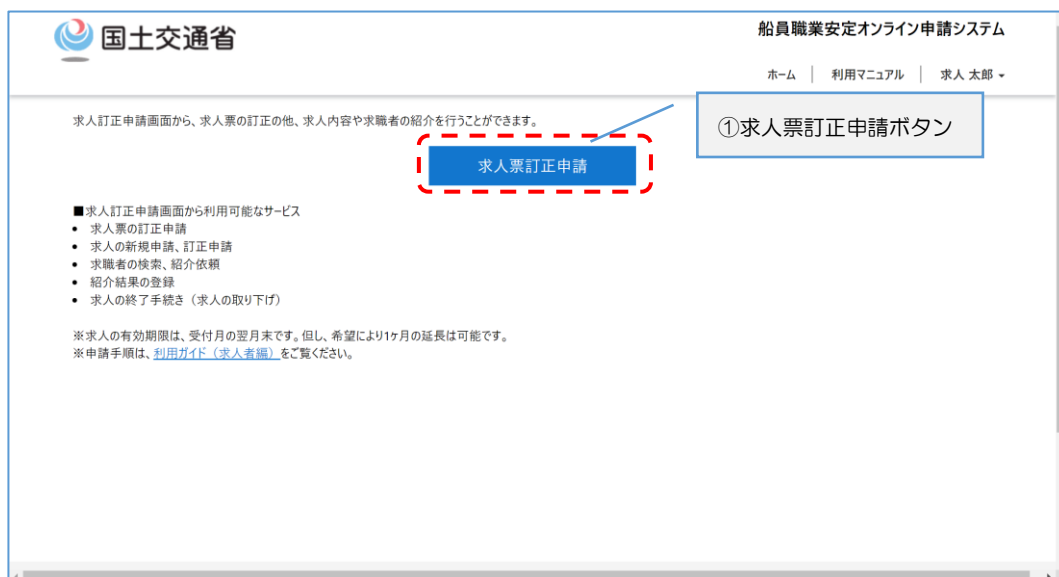 国土交通省
船員職業安定オンライン申請システム
ホーム │ 利用マニュアル │ 求人 太郎
求人訂正申請画面から、求人票の訂正の他、求人内容や求職者の紹介を行うことができます。
①求人票訂正申請ボタン
求人票訂正申請
■求人訂正申請画面から利用可能なサービス
• 求人票の訂正申請
• 求人の新規申請、訂正申請
• 求職者の検索、紹介依頼
• 紹介結果の登録
• 求人の終了手続き（求人の取り下げ）
※求人の有効期限は、受付月の翌月末です。但し、希望により1ヶ月の延長は可能です。
※申請手順は、利用ガイド（求人者編）をご覧ください。